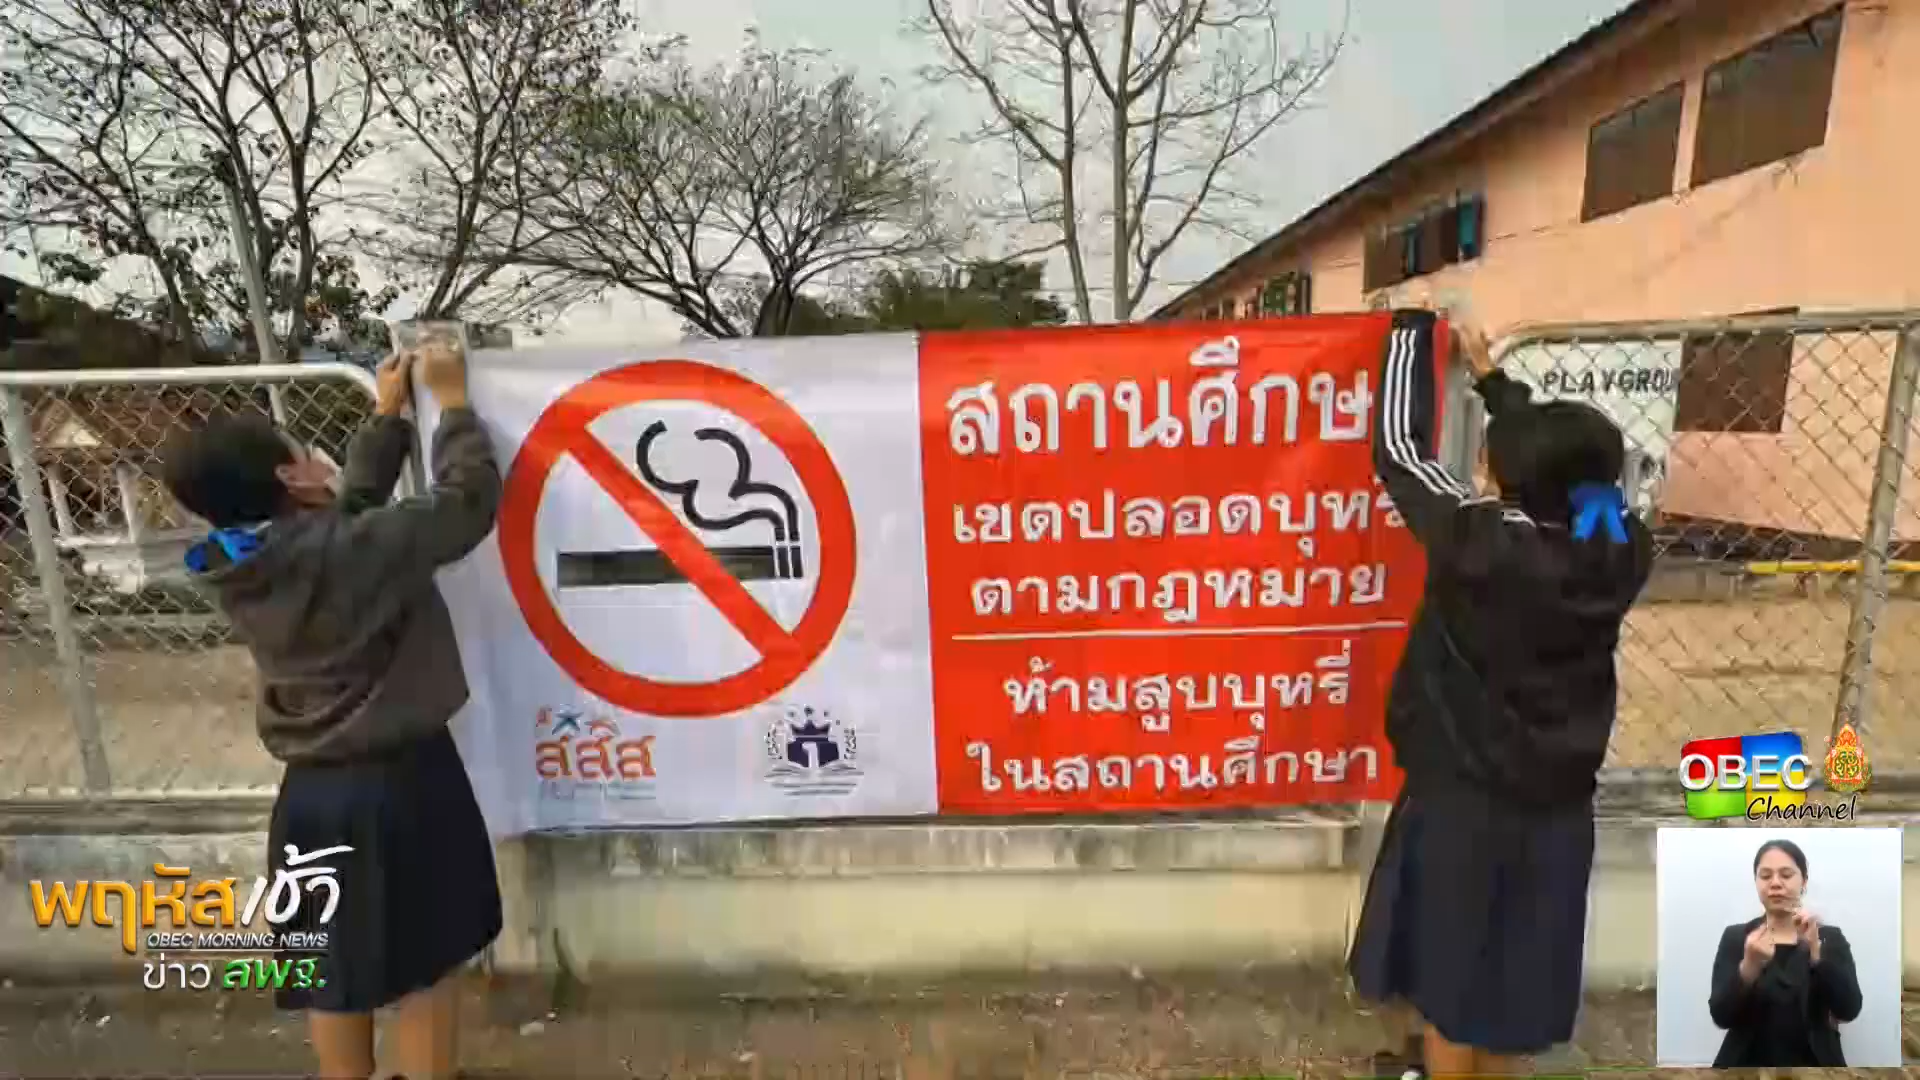 สถานศึกษ
เขตปลอดบุหรี่
ตามกฎหมาย
ห้ามสูบบุหรี่
ในสถานศึกษา
สสส
1
PLAYGROU
OBEC
Channel
พฤหัสเช้า
OBEC MORNING NEWS
ข่าว สพฐ.